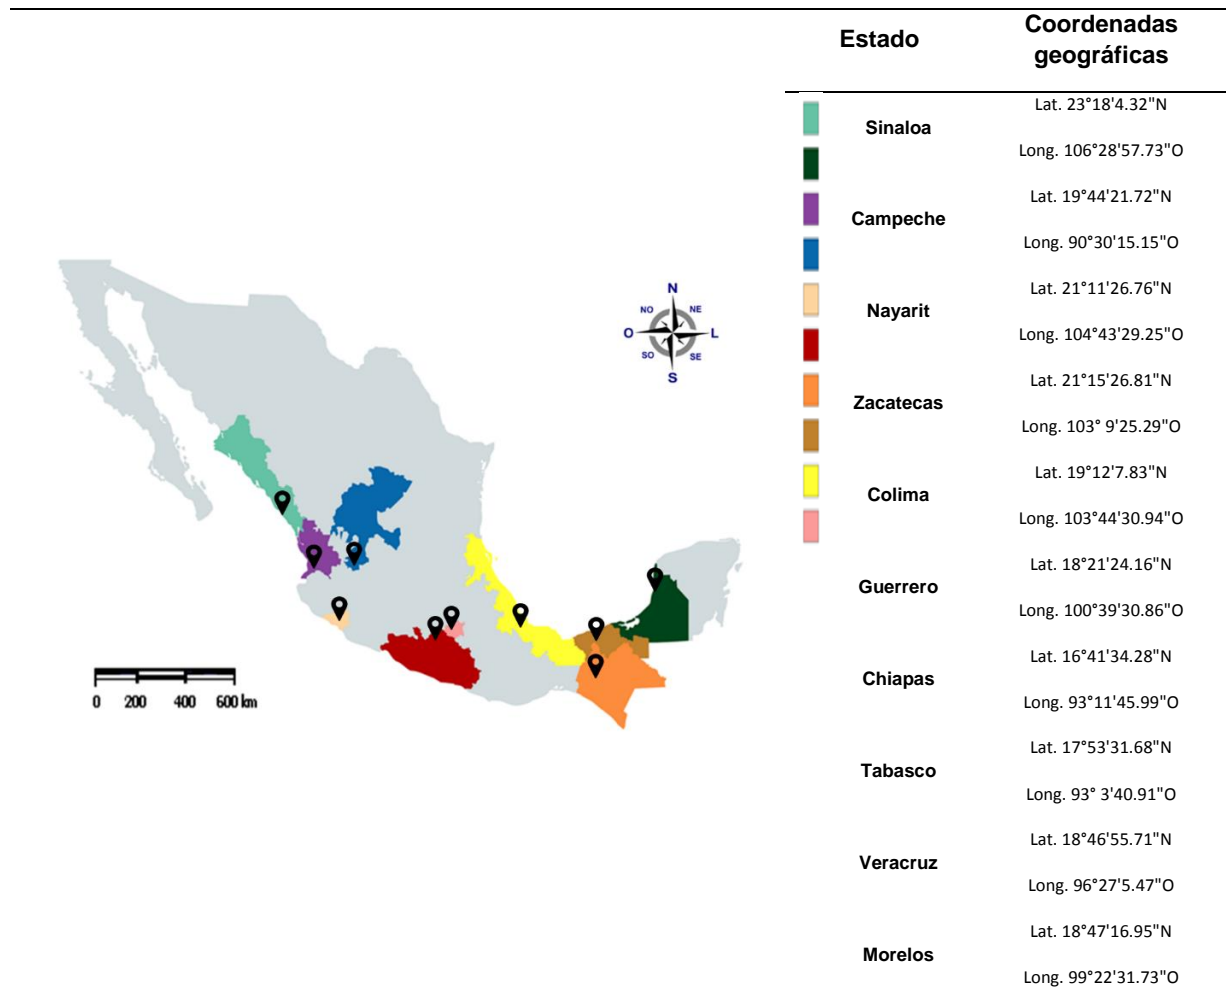 Estado
Coordenadas
geográficas
Sinaloa
Lat. 23°18'4.32"N
Long. 106°28'57.73"O
Campeche
Lat. 19°44'21.72"N
Long. 90°30'15.15"O
Nayarit
Lat. 21°11'26.76"N
Long. 104°43'29.25"O
Zacatecas
Lat. 21°15'26.81"N
Long. 103° 9'25.29"O
Colima
Lat. 19°12'7.83"N
Long. 103°44'30.94"O
Guerrero
Lat. 18°21'24.16"N
Long. 100°39'30.86"O
Chiapas
Lat. 16°41'34.28"N
Long. 93°11'45.99"O
Tabasco
Lat. 17°53'31.68"N
Long. 93° 3'40.91"O
Veracruz
Lat. 18°46'55.71"N
Long. 96°27'5.47"O
Morelos
Lat. 18°47'16.95"N
Long. 99°22'31.73"O
N
NO NE
O L
SO SE
S
0 200 400 600 km